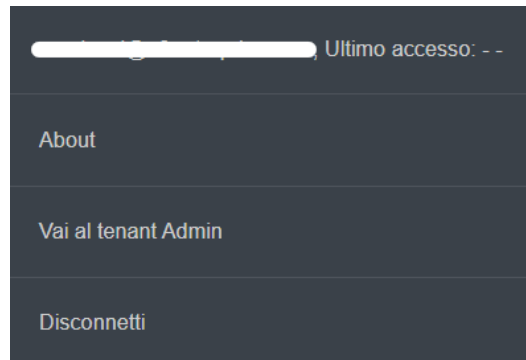 , Ultimo accesso: - -
About
Vai al tenant Admin
Disconnetti